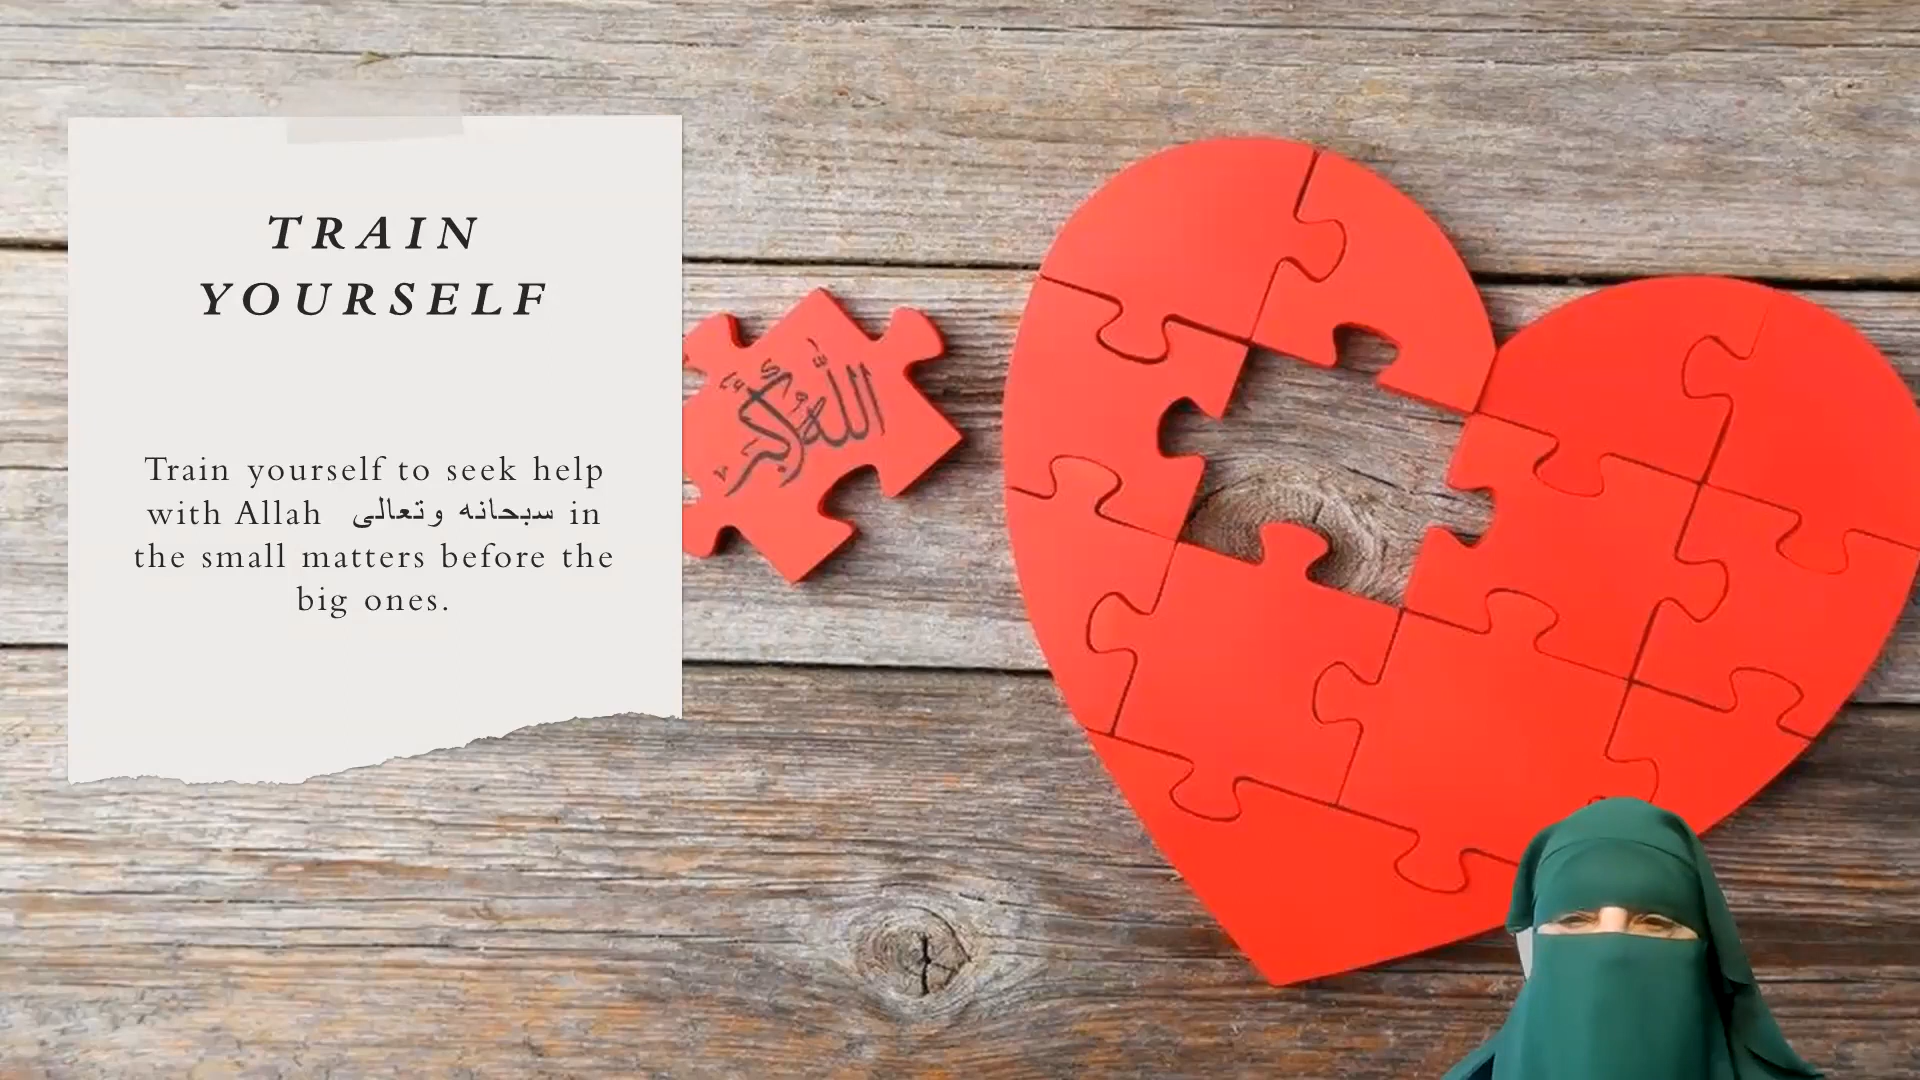 TRAIN
YOURSELF
Train yourself to seek help
with Allah سبحانه وتعالى in
the small matters before the
big ones.
الله أكبر